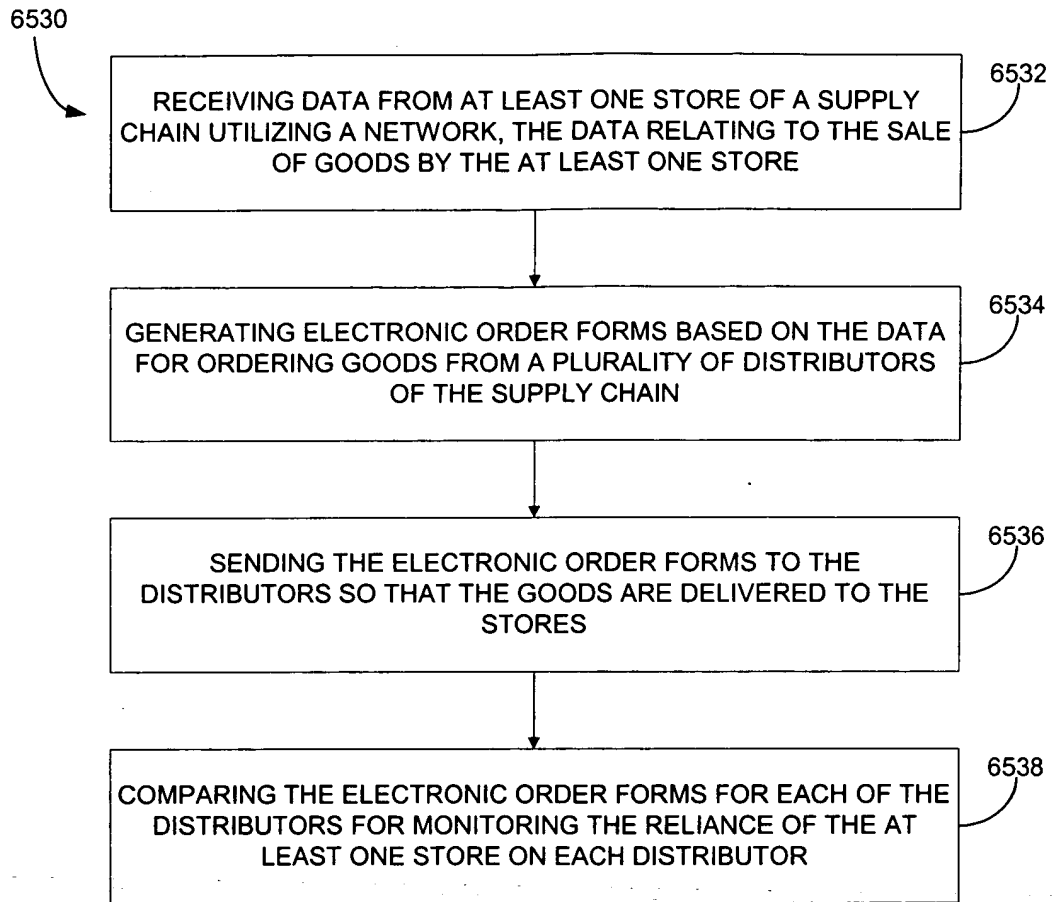 6530
6532
RECEIVING DATA FROM AT LEAST ONE STORE OF A SUPPLY
CHAIN UTILIZING A NETWORK, THE DATA RELATING TO THE SALE
OF GOODS BY THE AT LEAST ONE STORE
6534
GENERATING ELECTRONIC ORDER FORMS BASED ON THE DATA
FOR ORDERING GOODS FROM A PLURALITY OF DISTRIBUTORS
OF THE SUPPLY CHAIN
6536
SENDING THE ELECTRONIC ORDER FORMS TO THE
DISTRIBUTORS SO THAT THE GOODS ARE DELIVERED TO THE
STORES
6538
COMPARING THE ELECTRONIC ORDER FORMS FOR EACH OF THE
DISTRIBUTORS FOR MONITORING THE RELIANCE OF THE AT
LEAST ONE STORE ON EACH DISTRIBUTOR